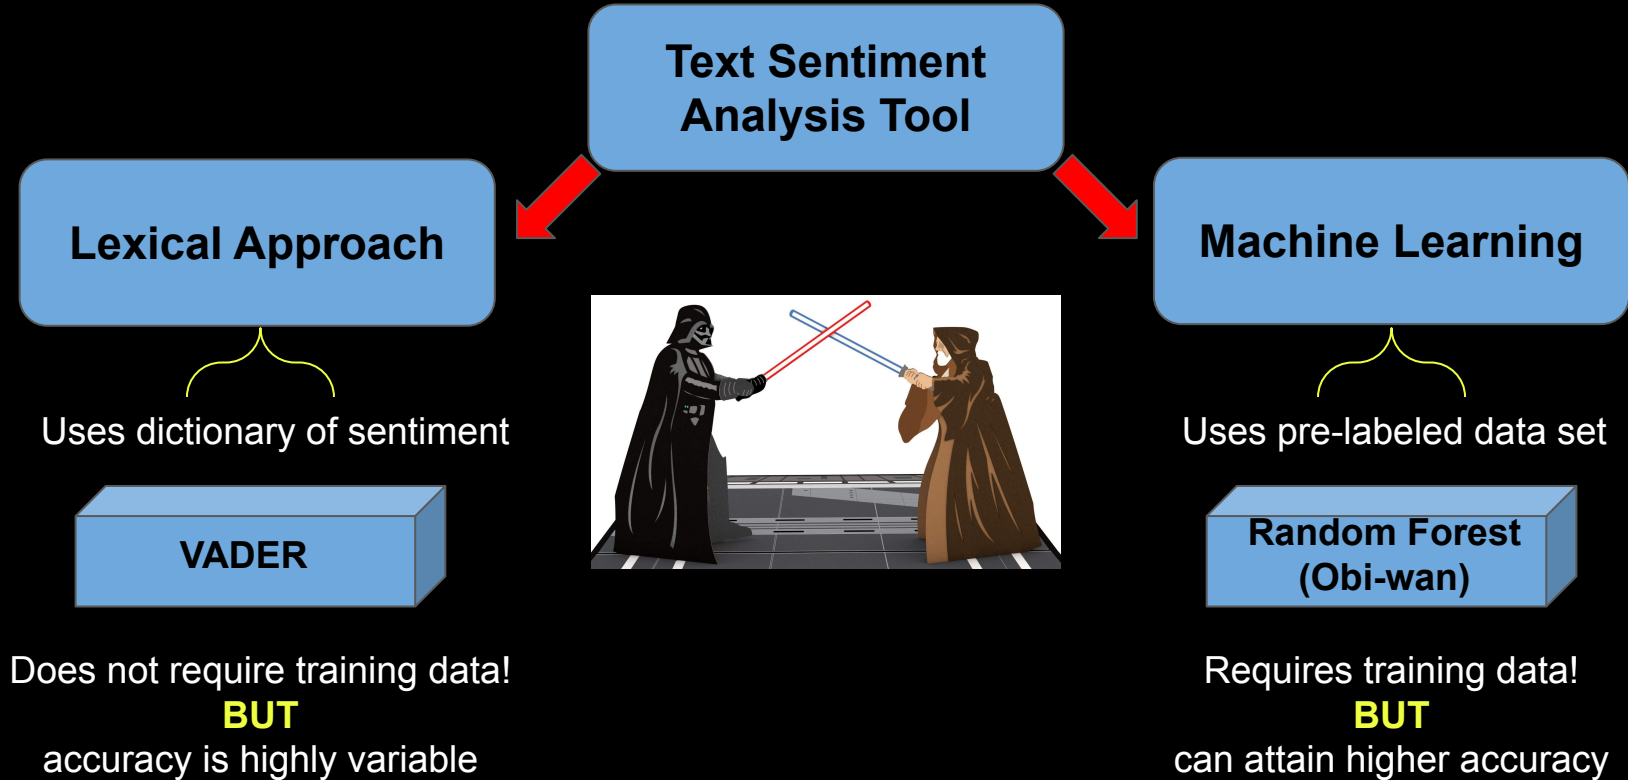 Text Sentiment
Analysis Tool
Lexical Approach
Machine Learning
Uses dictionary of sentiment
Uses pre-labeled data set
VADER
Random Forest
(Obi-wan)
Does not require training data!
BUT
accuracy is highly variable
Requires training data!
BUT
can attain higher accuracy